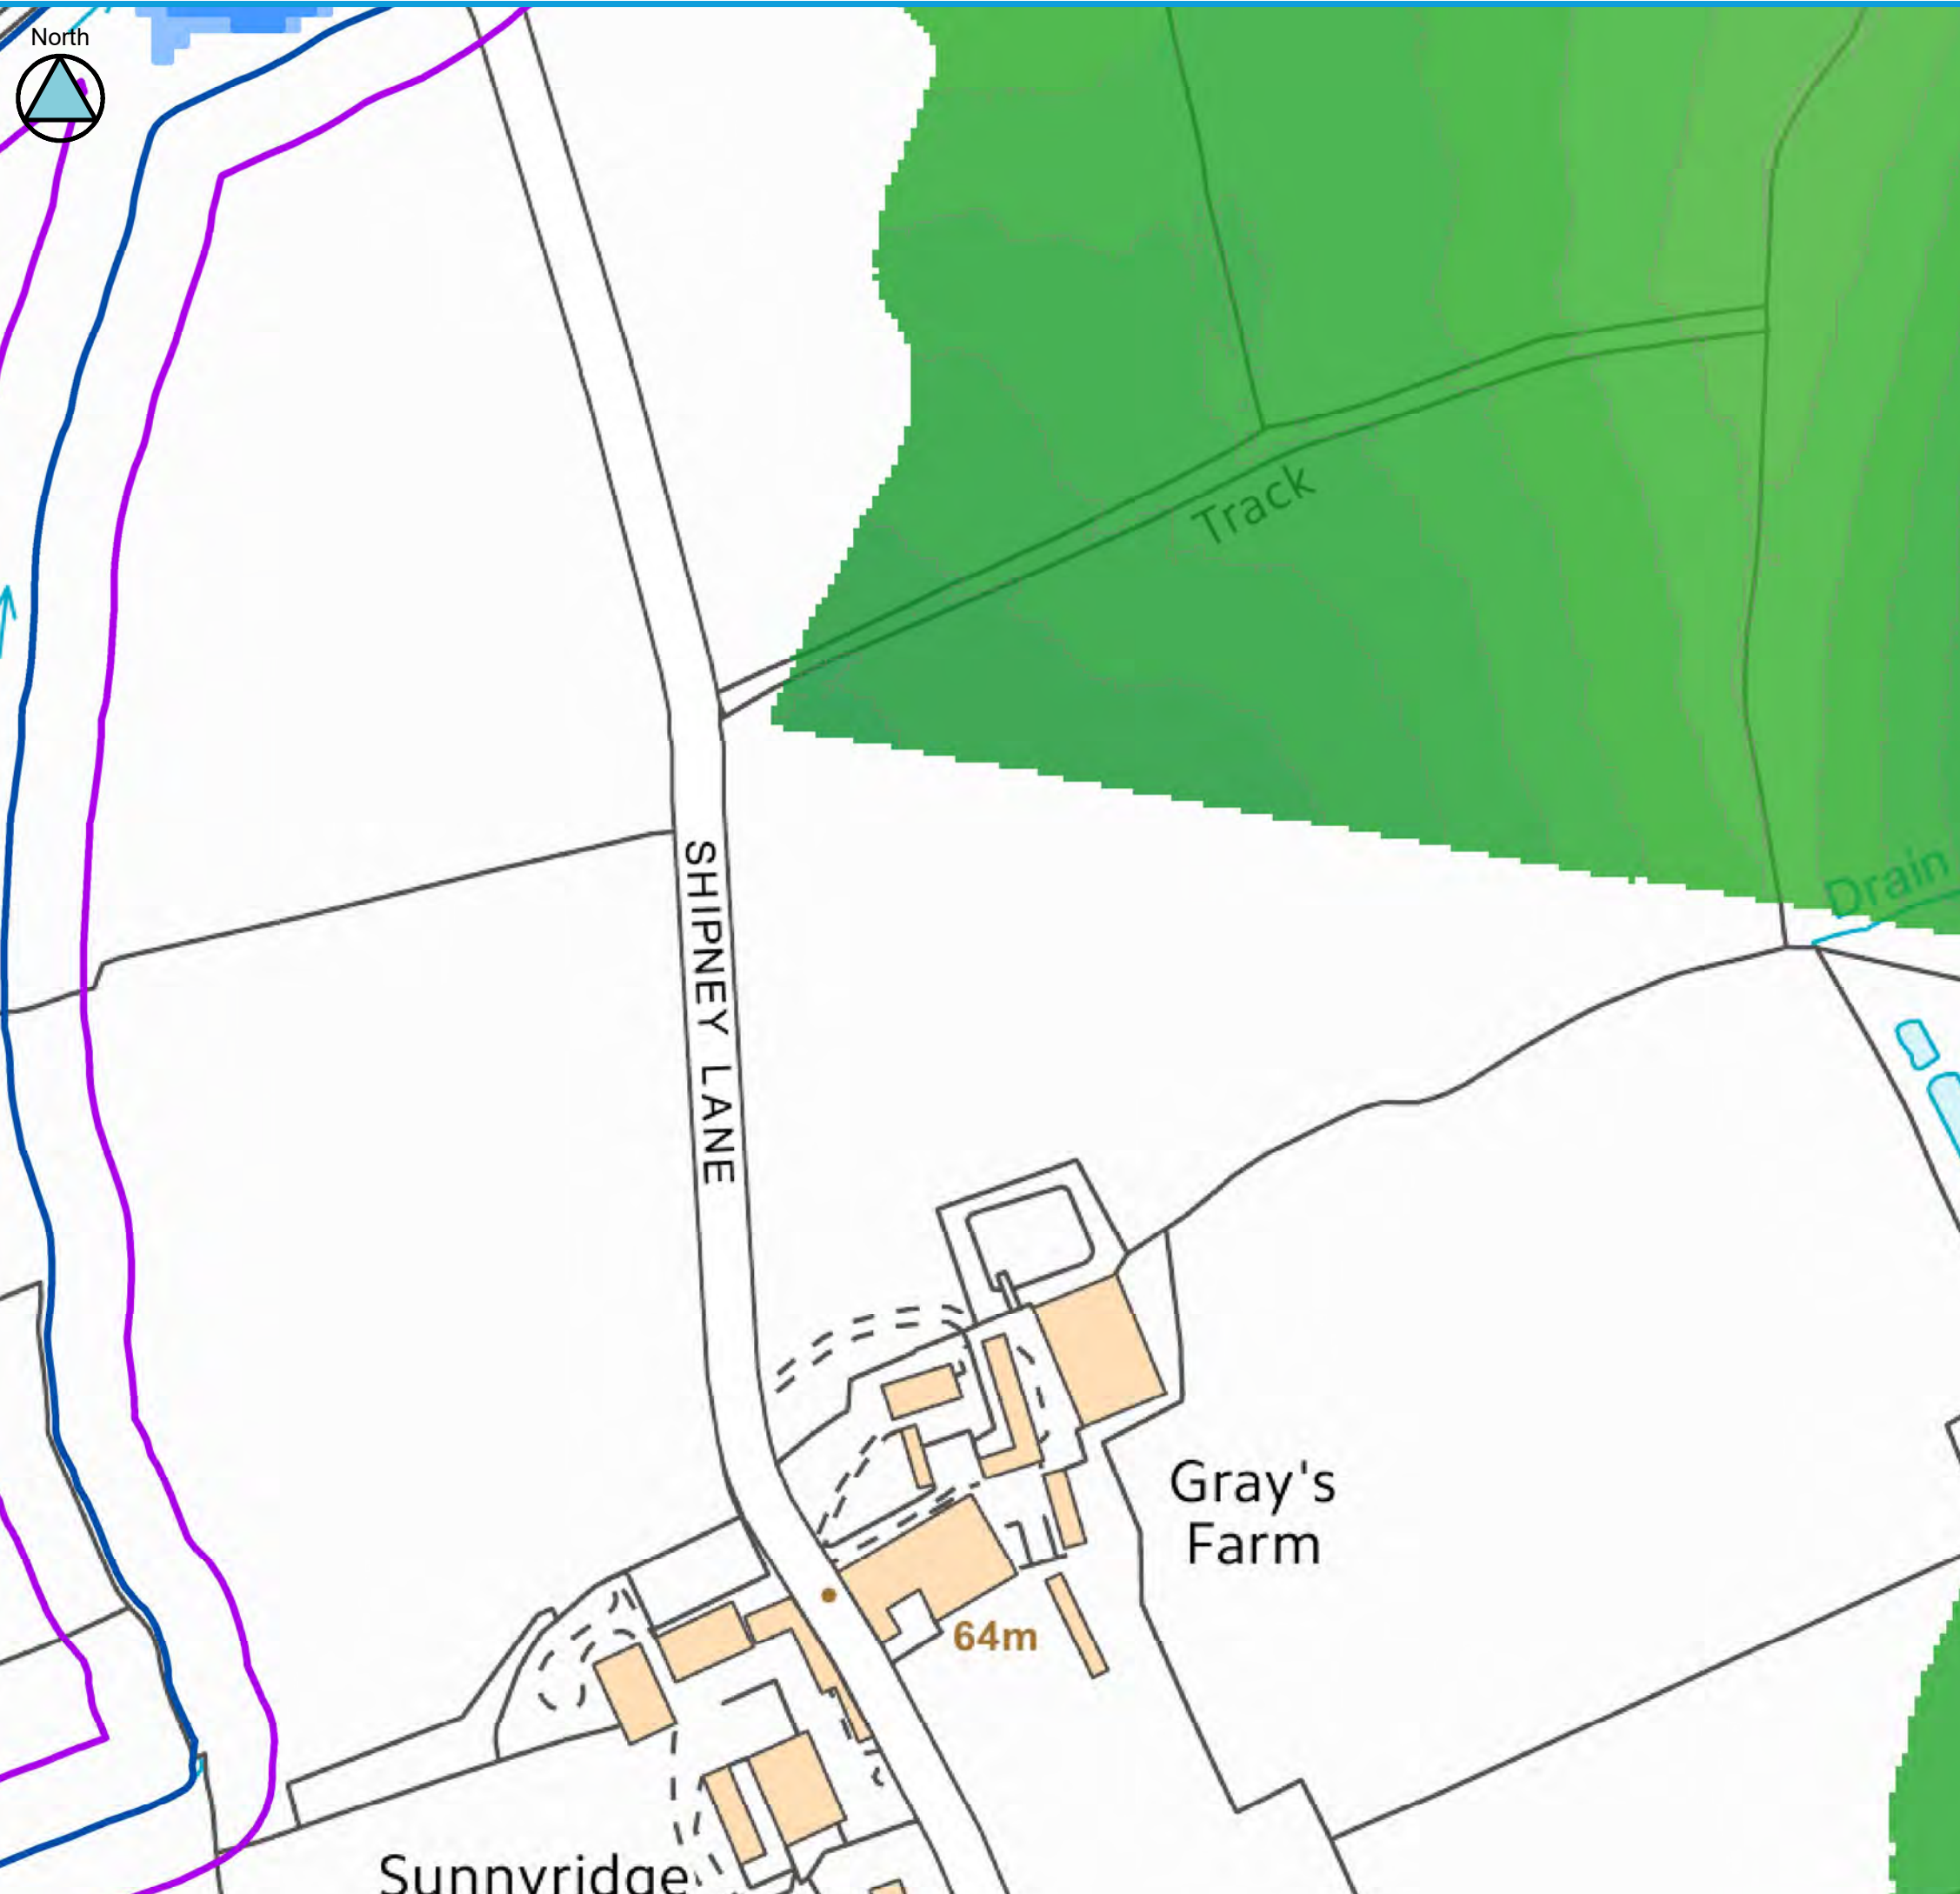 North
Track
SHIPNEY LANE
Drain
Gray's
Farm
64m
Sunnyridge